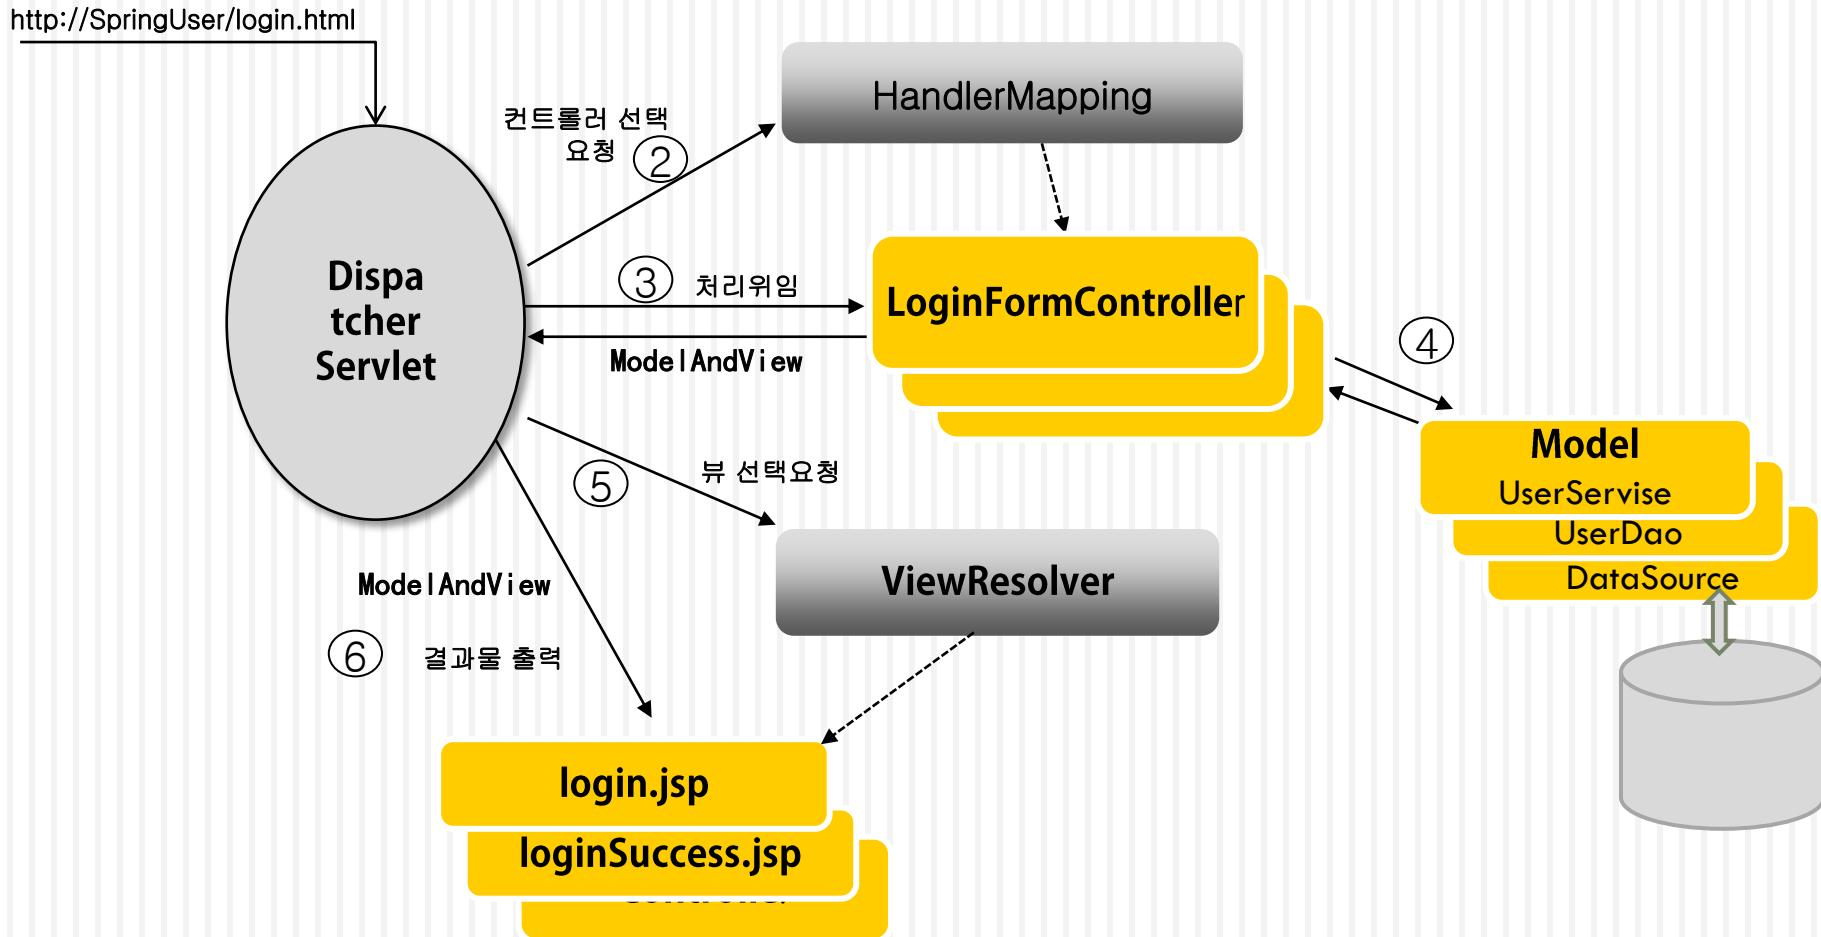 http://SpringUser/login.html
HandlerMapping
컨트롤러 선택
요청
②
Dispa
tcher
Servlet
③
처리위임
LoginFormController
ModelAndView
④
Model
UserServise
UserDao
DataSource
⑤
뷰 선택요청
ViewResolver
ModelAndView
⑥
결과물 출력
login.jsp
loginSuccess.jsp